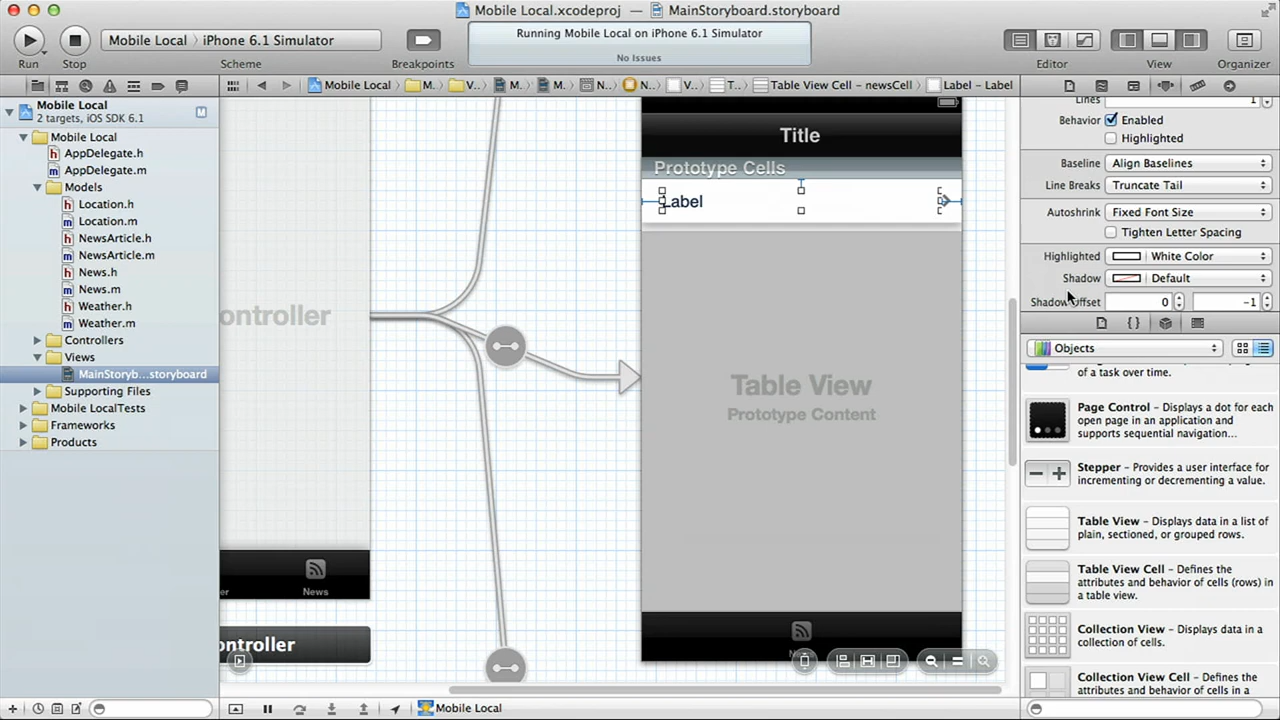 Mobile Local.xcodeproj — MainStoryboard.storyboard
Run
Stop
Mobile Local › iPhone 6.1 Simulator
Scheme
Breakpoints
Running Mobile Local on iPhone 6.1 Simulator
No Issues
Editor
View
Organizer
Mobile Local
M...
V...
M...
M...
N...
N...
V...
T...
Table View Cell – newsCell
Label – Label
Mobile Local
2 targets, iOS SDK 6.1
M
Mobile Local
AppDelegate.h
AppDelegate.m
Models
Location.h
Location.m
NewsArticle.h
NewsArticle.m
News.h
News.m
Weather.h
Weather.m
Controllers
Views
MainStoryb...storyboard
Supporting Files
Mobile LocalTests
Frameworks
Products
ontroller
er
News
ontroller
Title
Prototype Cells
Label
Table View
Prototype Content
Lines
1
Behavior
Enabled
Highlighted
Baseline
Align Baselines
Line Breaks
Truncate Tail
Autoshrink
Fixed Font Size
Tighten Letter Spacing
Highlighted
White Color
Shadow
Default
Shadow Offset
0
-1
{ }
Objects
of a task over time.
Page Control – Displays a dot for each
open page in an application and
supports sequential navigation...
Stepper – Provides a user interface for
incrementing or decrementing a value.
Table View – Displays data in a list of
plain, sectioned, or grouped rows.
Table View Cell – Defines the
attributes and behavior of cells (rows) in
a table view.
Collection View – Displays data in a
collection of cells.
Collection View Cell – Defines the
attributes and behavior of cells in a
Mobile Local